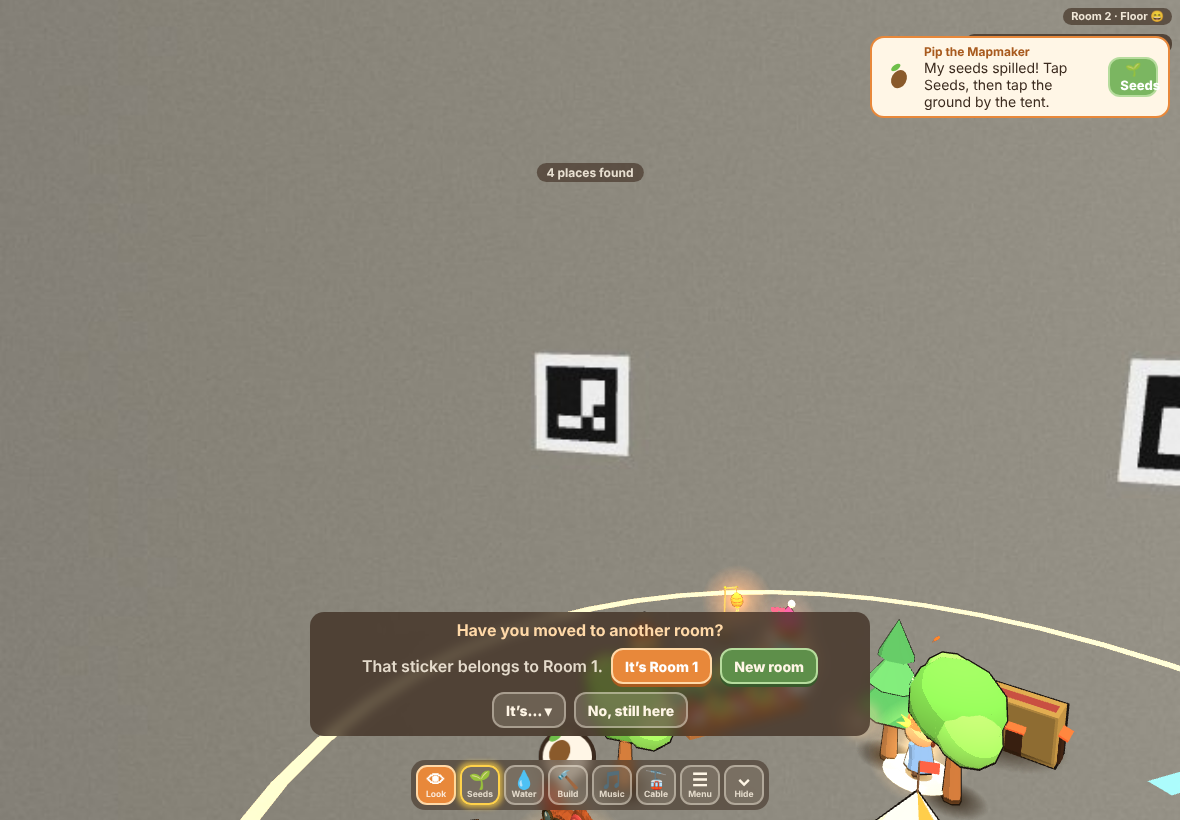 Room 2 · Floor 😄
Pip the Mapmaker
My seeds spilled! Tap
Seeds, then tap the
ground by the tent.
Seeds
4 places found
Have you moved to another room?
That sticker belongs to Room 1.
It's Room 1
New room
It's... ▾
No, still here
Look
Seeds
Water
Build
Music
Cable
Menu
Hide